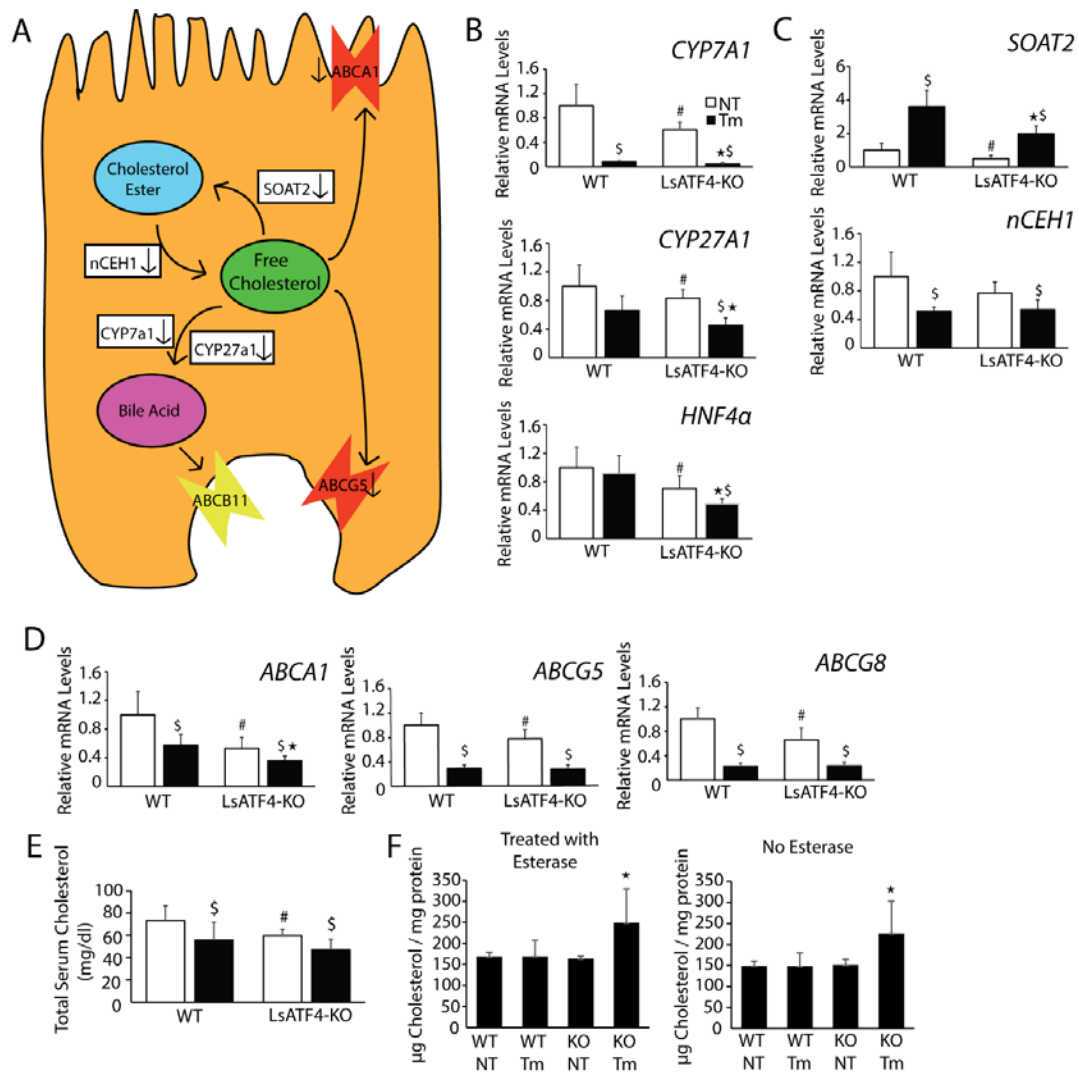 A
ABCA1
Cholesterol
Ester
SOAT2
nCEH1
Free
Cholesterol
CYP7a1
CYP27a1
Bile Acid
ABCB11
ABCG5
B
CYP7A1
Relative mRNA Levels
1.6
1.2
0.8
0.4
0
$
#
★$
NT
Tm
WT
LsATF4-KO
CYP27A1
Relative mRNA Levels
1.6
1.2
0.8
0.4
0
#
$ ★
WT
LsATF4-KO
HNF4α
Relative mRNA Levels
1.6
1.2
0.8
0.4
0
#
★$
WT
LsATF4-KO
C
SOAT2
Relative mRNA Levels
6
4
2
0
$
#
★$
WT
LsATF4-KO
nCEH1
Relative mRNA Levels
1.6
1.2
0.8
0.4
0
$
$
WT
LsATF4-KO
D
ABCA1
Relative mRNA Levels
1.6
1.2
0.8
0.4
0
$
#
$ ★
WT
LsATF4-KO
ABCG5
Relative mRNA Levels
1.6
1.2
0.8
0.4
0
$
#
$
WT
LsATF4-KO
ABCG8
Relative mRNA Levels
1.6
1.2
0.8
0.4
0
$
#
$
WT
LsATF4-KO
E
Total Serum Cholesterol
(mg/dl)
100
80
60
40
20
0
$
#
$
WT
LsATF4-KO
F
Treated with
Esterase
µg Cholesterol / mg protein
350
300
250
200
150
100
50
0
★
WT WT KO KO
NT Tm NT Tm
No Esterase
µg Cholesterol / mg protein
350
300
250
200
150
100
50
0
★
WT WT KO KO
NT Tm NT Tm